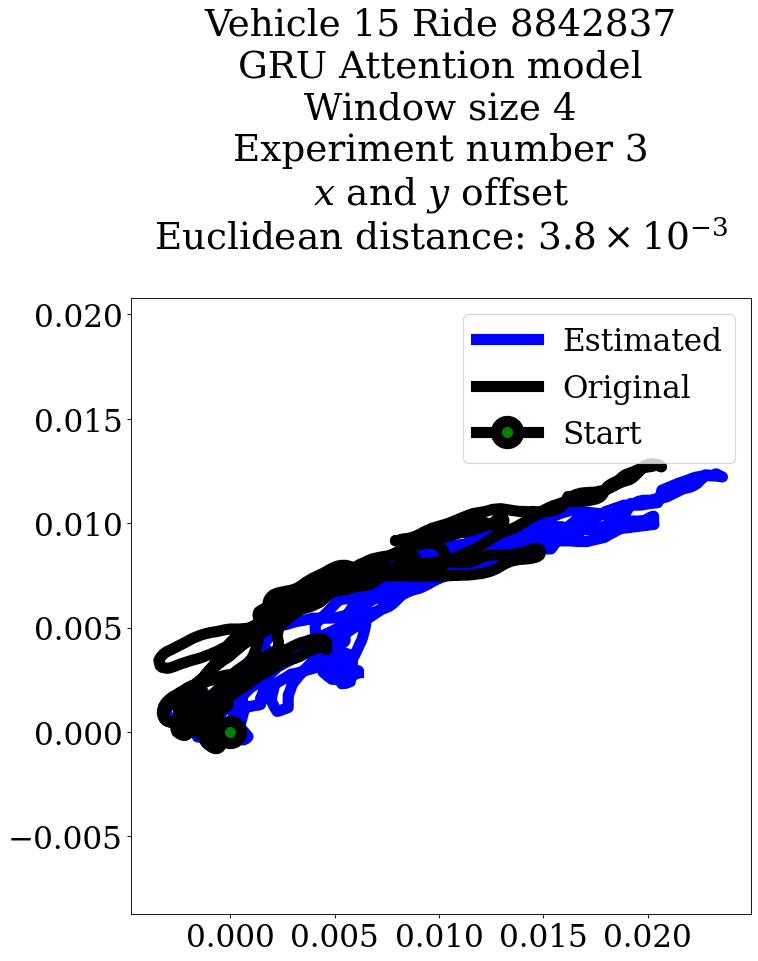 Vehicle 15 Ride 8842837
GRU Attention model
Window size 4
Experiment number 3
x and y offset
Euclidean distance: 3.8 × 10⁻³
0.020
0.015
0.010
0.005
0.000
−0.005
Estimated
Original
Start
0.000 0.005 0.010 0.015 0.020